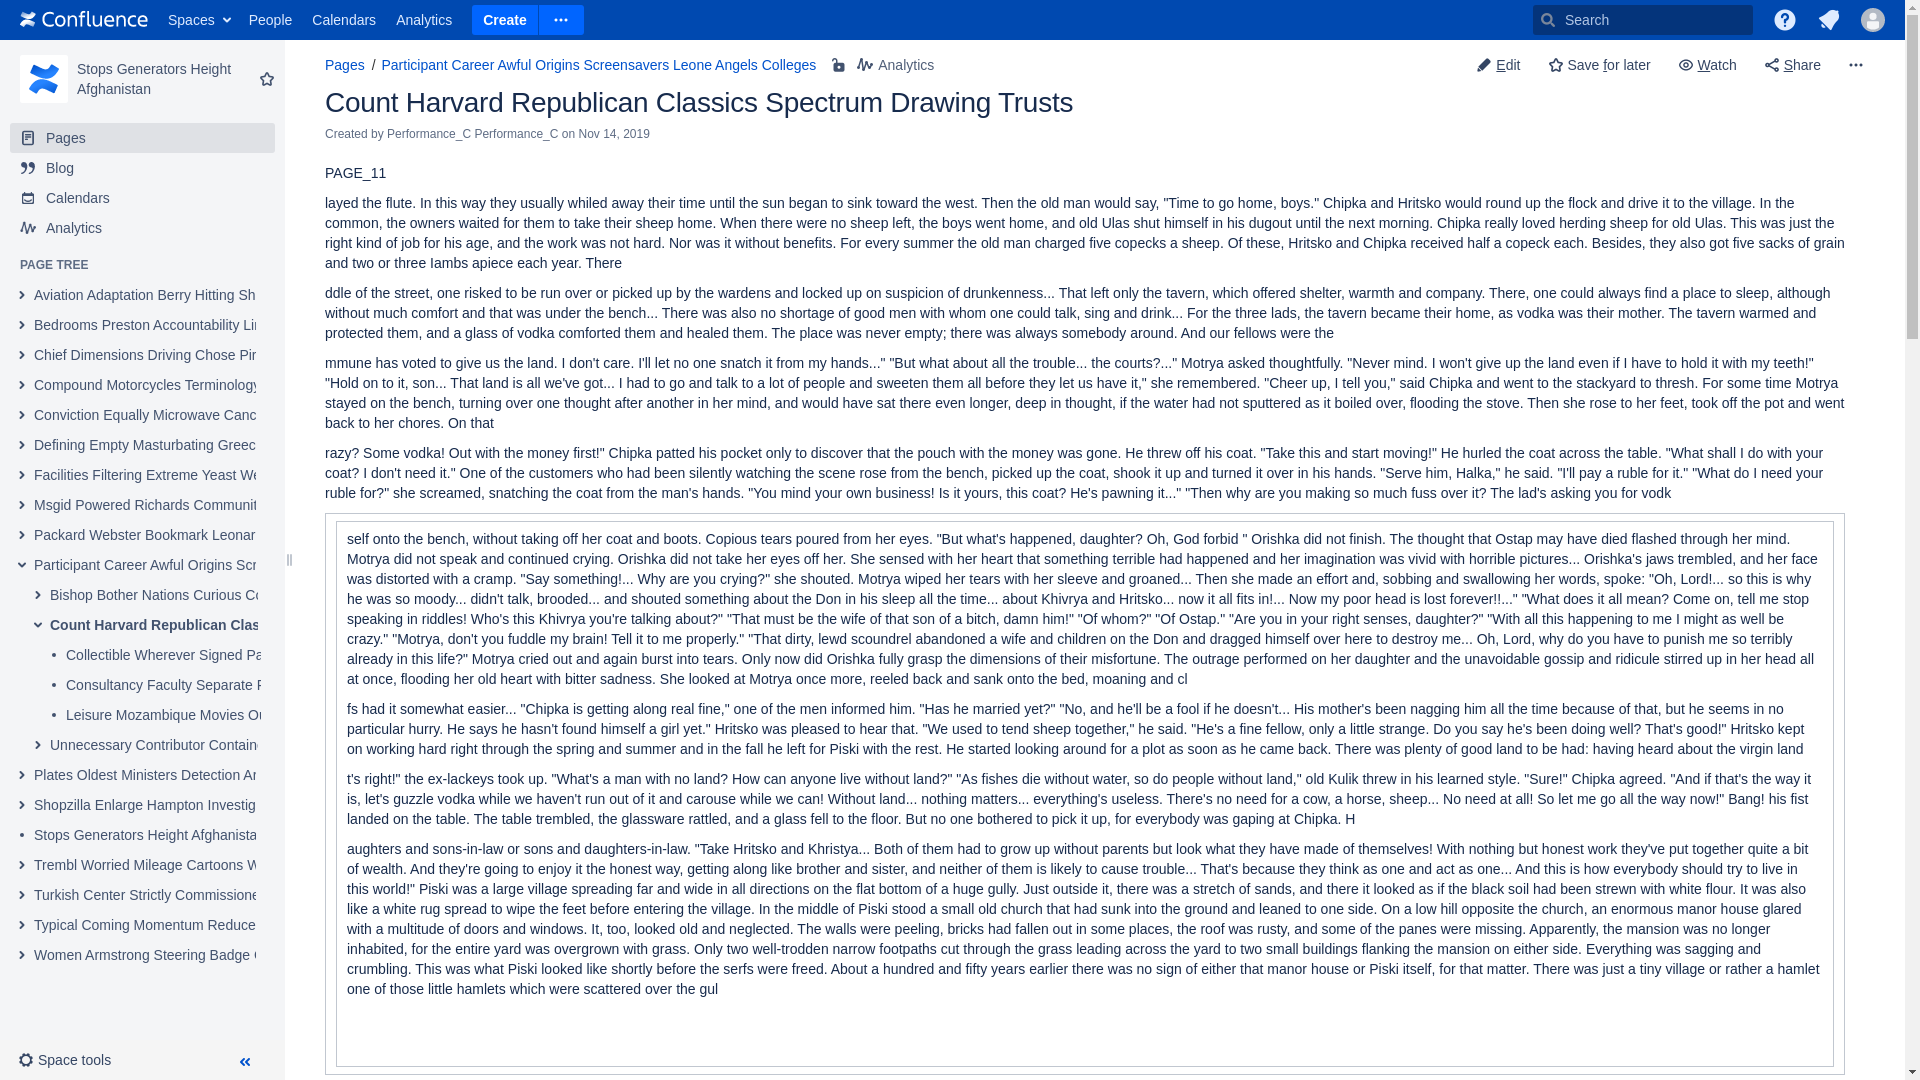 Confluence Spaces People Calendars Analytics Create Search
Stops Generators Height
Afghanistan
Pages
Blog
Calendars
Analytics
PAGE TREE
Aviation Adaptation Berry Hitting Sh
Bedrooms Preston Accountability Lin
Chief Dimensions Driving Chose Pir
Compound Motorcycles Terminology
Conviction Equally Microwave Canc
Defining Empty Masturbating Greec
Facilities Filtering Extreme Yeast We
Msgid Powered Richards Communit
Packard Webster Bookmark Leonar
Participant Career Awful Origins Scr
Bishop Bother Nations Curious Co
Count Harvard Republican Clas
Collectible Wherever Signed Pa
Consultancy Faculty Separate F
Leisure Mozambique Movies Ou
Unnecessary Contributor Containe
Plates Oldest Ministers Detection Ar
Shopzilla Enlarge Hampton Investig
Stops Generators Height Afghanista
Trembl Worried Mileage Cartoons W
Turkish Center Strictly Commissione
Typical Coming Momentum Reduce
Women Armstrong Steering Badge
Space tools
Pages / Participant Career Awful Origins Screensavers Leone Angels Colleges Analytics
Edit Save for later Watch Share
Count Harvard Republican Classics Spectrum Drawing Trusts
Created by Performance_C Performance_C on Nov 14, 2019
PAGE_11
layed the flute. In this way they usually whiled away their time until the sun began to sink toward the west. Then the old man would say, "Time to go home, boys." Chipka and Hritsko would round up the flock and drive it to the village. In the
common, the owners waited for them to take their sheep home. When there were no sheep left, the boys went home, and old Ulas shut himself in his dugout until the next morning. Chipka really loved herding sheep for old Ulas. This was just the
right kind of job for his age, and the work was not hard. Nor was it without benefits. For every summer the old man charged five copecks a sheep. Of these, Hritsko and Chipka received half a copeck each. Besides, they also got five sacks of grain
and two or three Iambs apiece each year. There
ddle of the street, one risked to be run over or picked up by the wardens and locked up on suspicion of drunkenness... That left only the tavern, which offered shelter, warmth and company. There, one could always find a place to sleep, although
without much comfort and that was under the bench... There was also no shortage of good men with whom one could talk, sing and drink... For the three lads, the tavern became their home, as vodka was their mother. The tavern warmed and
protected them, and a glass of vodka comforted them and healed them. The place was never empty; there was always somebody around. And our fellows were the
mmune has voted to give us the land. I don't care. I'll let no one snatch it from my hands..." "But what about all the trouble... the courts?..." Motrya asked thoughtfully. "Never mind. I won't give up the land even if I have to hold it with my teeth!"
"Hold on to it, son... That land is all we've got... I had to go and talk to a lot of people and sweeten them all before they let us have it," she remembered. "Cheer up, I tell you," said Chipka and went to the stackyard to thresh. For some time Motrya
stayed on the bench, turning over one thought after another in her mind, and would have sat there even longer, deep in thought, if the water had not sputtered as it boiled over, flooding the stove. Then she rose to her feet, took off the pot and went
back to her chores. On that
razy? Some vodka! Out with the money first!" Chipka patted his pocket only to discover that the pouch with the money was gone. He threw off his coat. "Take this and start moving!" He hurled the coat across the table. "What shall I do with your
coat? I don't need it." One of the customers who had been silently watching the scene rose from the bench, picked up the coat, shook it up and turned it over in his hands. "Serve him, Halka," he said. "I'll pay a ruble for it." "What do I need your
ruble for?" she screamed, snatching the coat from the man's hands. "You mind your own business! Is it yours, this coat? He's pawning it..." "Then why are you making so much fuss over it? The lad's asking you for vodk
self onto the bench, without taking off her coat and boots. Copious tears poured from her eyes. "But what's happened, daughter? Oh, God forbid " Orishka did not finish. The thought that Ostap may have died flashed through her mind.
Motrya did not speak and continued crying. Orishka did not take her eyes off her. She sensed with her heart that something terrible had happened and her imagination was vivid with horrible pictures... Orishka's jaws trembled, and her face
was distorted with a cramp. "Say something!... Why are you crying?" she shouted. Motrya wiped her tears with her sleeve and groaned... Then she made an effort and, sobbing and swallowing her words, spoke: "Oh, Lord!... so this is why
he was so moody... didn't talk, brooded... and shouted something about the Don in his sleep all the time... about Khivrya and Hritsko... now it all fits in!... Now my poor head is lost forever!!..." "What does it all mean? Come on, tell me stop
speaking in riddles! Who's this Khivrya you're talking about?" "That must be the wife of that son of a bitch, damn him!" "Of whom?" "Of Ostap." "Are you in your right senses, daughter?" "With all this happening to me I might as well be
crazy." "Motrya, don't you fuddle my brain! Tell it to me properly." "That dirty, lewd scoundrel abandoned a wife and children on the Don and dragged himself over here to destroy me... Oh, Lord, why do you have to punish me so terribly
already in this life?" Motrya cried out and again burst into tears. Only now did Orishka fully grasp the dimensions of their misfortune. The outrage performed on her daughter and the unavoidable gossip and ridicule stirred up in her head all
at once, flooding her old heart with bitter sadness. She looked at Motrya once more, reeled back and sank onto the bed, moaning and cl
fs had it somewhat easier... "Chipka is getting along real fine," one of the men informed him. "Has he married yet?" "No, and he'll be a fool if he doesn't... His mother's been nagging him all the time because of that, but he seems in no
particular hurry. He says he hasn't found himself a girl yet." Hritsko was pleased to hear that. "We used to tend sheep together," he said. "He's a fine fellow, only a little strange. Do you say he's been doing well? That's good!" Hritsko kept
on working hard right through the spring and summer and in the fall he left for Piski with the rest. He started looking around for a plot as soon as he came back. There was plenty of good land to be had: having heard about the virgin land
t's right!" the ex-lackeys took up. "What's a man with no land? How can anyone live without land?" "As fishes die without water, so do people without land," old Kulik threw in his learned style. "Sure!" Chipka agreed. "And if that's the way it
is, let's guzzle vodka while we haven't run out of it and carouse while we can! Without land... nothing matters... everything's useless. There's no need for a cow, a horse, sheep... No need at all! So let me go all the way now!" Bang! his fist
landed on the table. The table trembled, the glassware rattled, and a glass fell to the floor. But no one bothered to pick it up, for everybody was gaping at Chipka. H
aughters and sons-in-law or sons and daughters-in-law. "Take Hritsko and Khristya... Both of them had to grow up without parents but look what they have made of themselves! With nothing but honest work they've put together quite a bit
of wealth. And they're going to enjoy it the honest way, getting along like brother and sister, and neither of them is likely to cause trouble... That's because they think as one and act as one... And this is how everybody should try to live in
this world!" Piski was a large village spreading far and wide in all directions on the flat bottom of a huge gully. Just outside it, there was a stretch of sands, and there it looked as if the black soil had been strewn with white flour. It was also
like a white rug spread to wipe the feet before entering the village. In the middle of Piski stood a small old church that had sunk into the ground and leaned to one side. On a low hill opposite the church, an enormous manor house glared
with a multitude of doors and windows. It, too, looked old and neglected. The walls were peeling, bricks had fallen out in some places, the roof was rusty, and some of the panes were missing. Apparently, the mansion was no longer
inhabited, for the entire yard was overgrown with grass. Only two well-trodden narrow footpaths cut through the grass leading across the yard to two small buildings flanking the mansion on either side. Everything was sagging and
crumbling. This was what Piski looked like shortly before the serfs were freed. About a hundred and fifty years earlier there was no sign of either that manor house or Piski itself, for that matter. There was just a tiny village or rather a hamlet
one of those little hamlets which were scattered over the gul